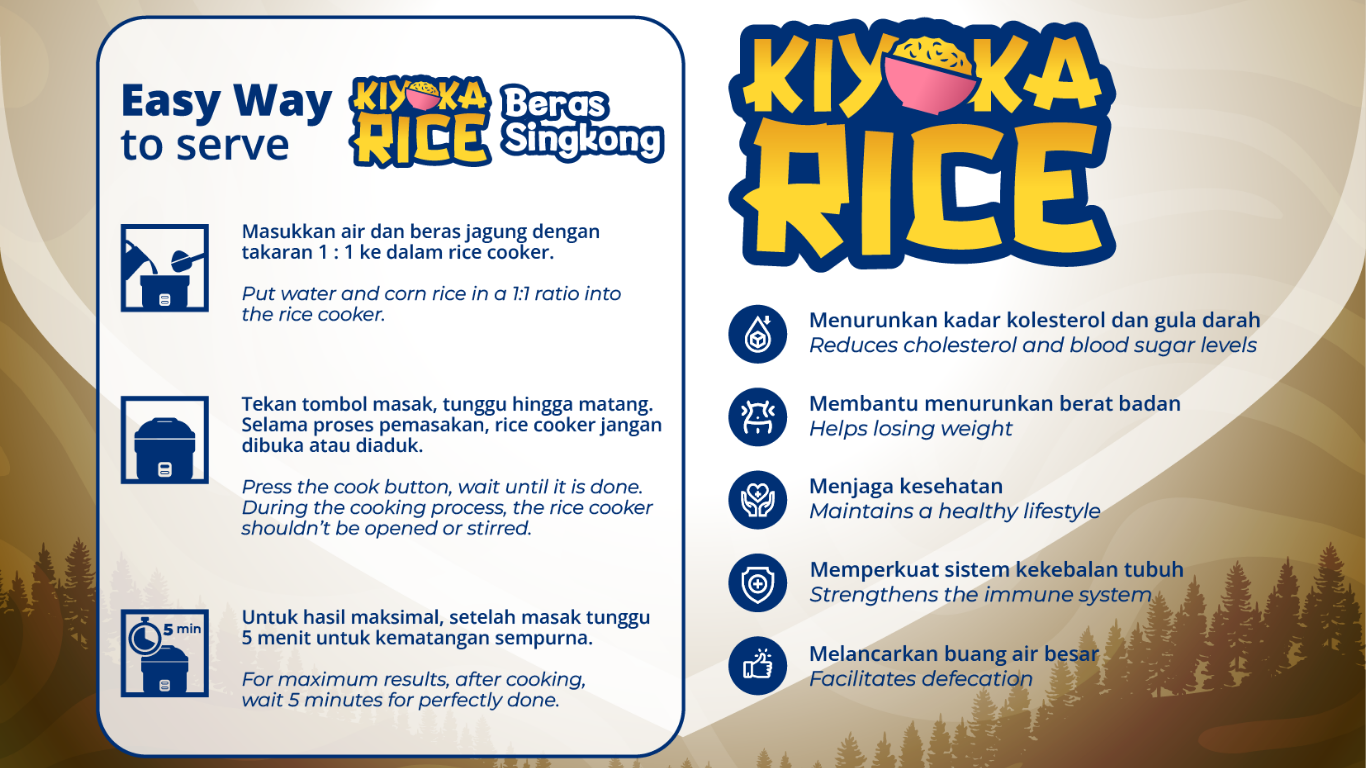 Easy Way
to serve
KIYOKA
RICE
Beras
Singkong
Masukkan air dan beras jagung dengan
takaran 1 : 1 ke dalam rice cooker.
Put water and corn rice in a 1:1 ratio into
the rice cooker.
Tekan tombol masak, tunggu hingga matang.
Selama proses pemasakan, rice cooker jangan
dibuka atau diaduk.
Press the cook button, wait until it is done.
During the cooking process, the rice cooker
shouldn't be opened or stirred.
5 min
Untuk hasil maksimal, setelah masak tunggu
5 menit untuk kematangan sempurna.
For maximum results, after cooking,
wait 5 minutes for perfectly done.
KIYOKA
RICE
Menurunkan kadar kolesterol dan gula darah
Reduces cholesterol and blood sugar levels
Membantu menurunkan berat badan
Helps losing weight
Menjaga kesehatan
Maintains a healthy lifestyle
Memperkuat sistem kekebalan tubuh
Strengthens the immune system
Melancarkan buang air besar
Facilitates defecation